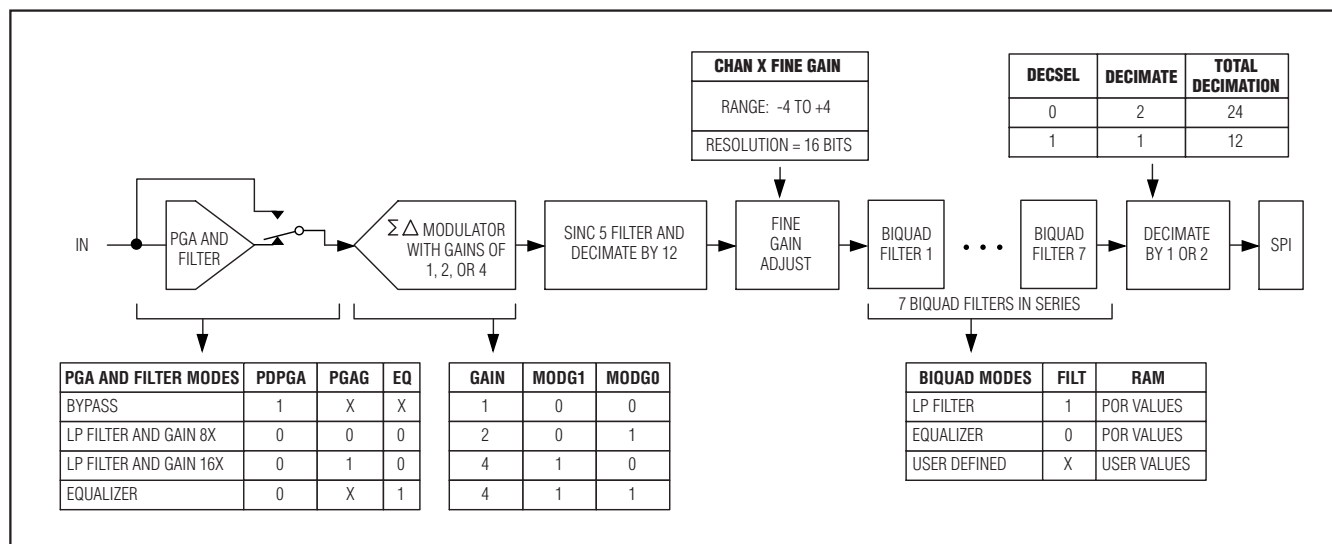 CHAN X FINE GAIN
RANGE: -4 TO +4
RESOLUTION = 16 BITS
DECSEL DECIMATE TOTAL DECIMATION
0 2 24
1 1 12
IN
PGA AND
FILTER
ΣΔ MODULATOR
WITH GAINS OF
1, 2, OR 4
SINC 5 FILTER AND
DECIMATE BY 12
FINE
GAIN
ADJUST
BIQUAD
FILTER 1
• • •
BIQUAD
FILTER 7
DECIMATE
BY 1 OR 2
SPI
7 BIQUAD FILTERS IN SERIES
PGA AND FILTER MODES PDPGA PGAG EQ
BYPASS 1 X X
LP FILTER AND GAIN 8X 0 0 0
LP FILTER AND GAIN 16X 0 1 0
EQUALIZER 0 X 1
GAIN MODG1 MODG0
1 0 0
2 0 1
4 1 0
4 1 1
BIQUAD MODES FILT RAM
LP FILTER 1 POR VALUES
EQUALIZER 0 POR VALUES
USER DEFINED X USER VALUES